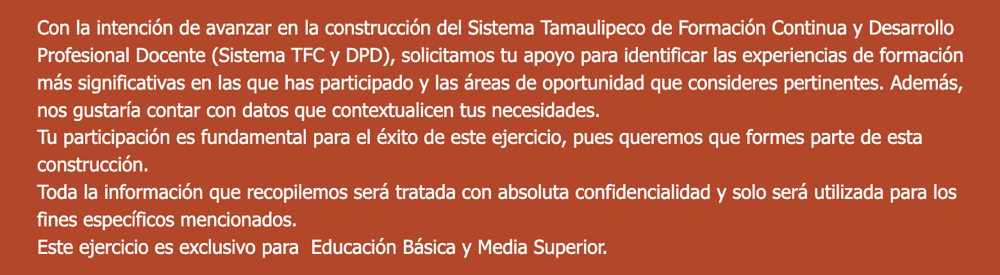 Con la intención de avanzar en la construcción del Sistema Tamaulipeco de Formación Continua y Desarrollo
Profesional Docente (Sistema TFC y DPD), solicitamos tu apoyo para identificar las experiencias de formación
más significativas en las que has participado y las áreas de oportunidad que consideres pertinentes. Además,
nos gustaría contar con datos que contextualicen tus necesidades.
Tu participación es fundamental para el éxito de este ejercicio, pues queremos que formes parte de esta
construcción.
Toda la información que recopilemos será tratada con absoluta confidencialidad y solo será utilizada para los
fines específicos mencionados.
Este ejercicio es exclusivo para  Educación Básica y Media Superior.